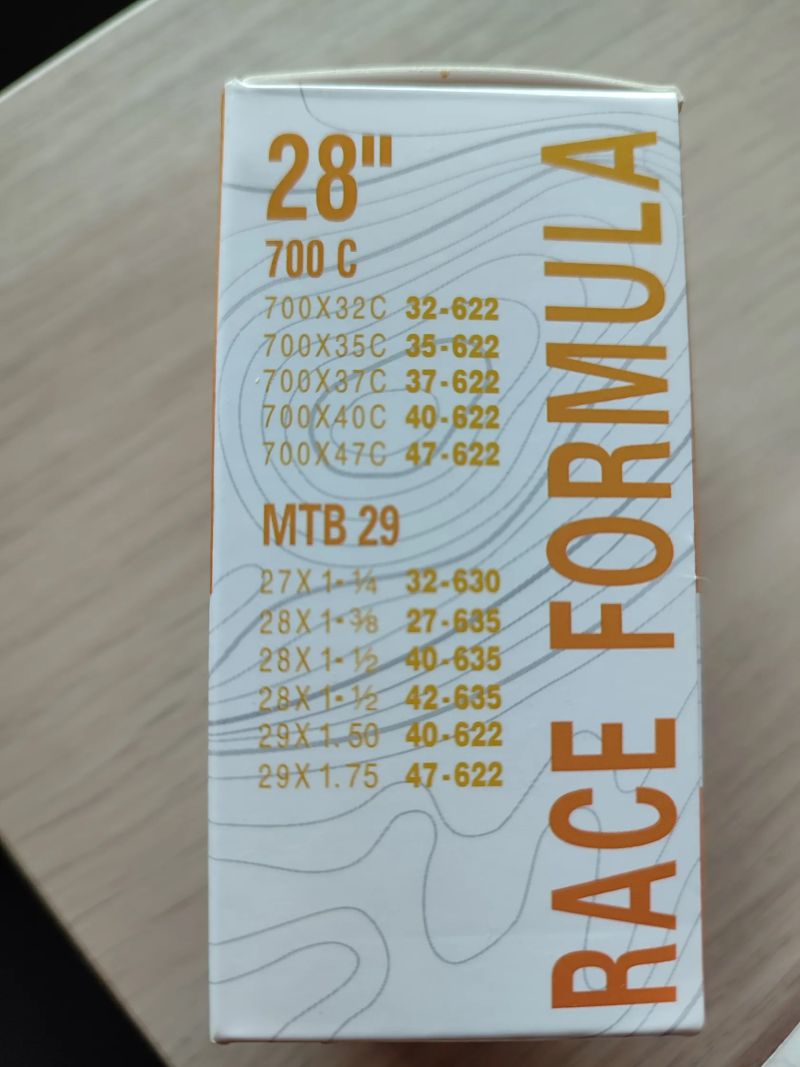 28"
700 C
700X32C 32-622
700X35C 35-622
700X37C 37-622
700X40C 40-622
700X47C 47-622
MTB 29
27X1-¼ 32-630
28X1-⅜ 27-635
28X1-½ 40-635
28X1-½ 42-635
29X1.50 40-622
29X1.75 47-622
RACE FORMULA